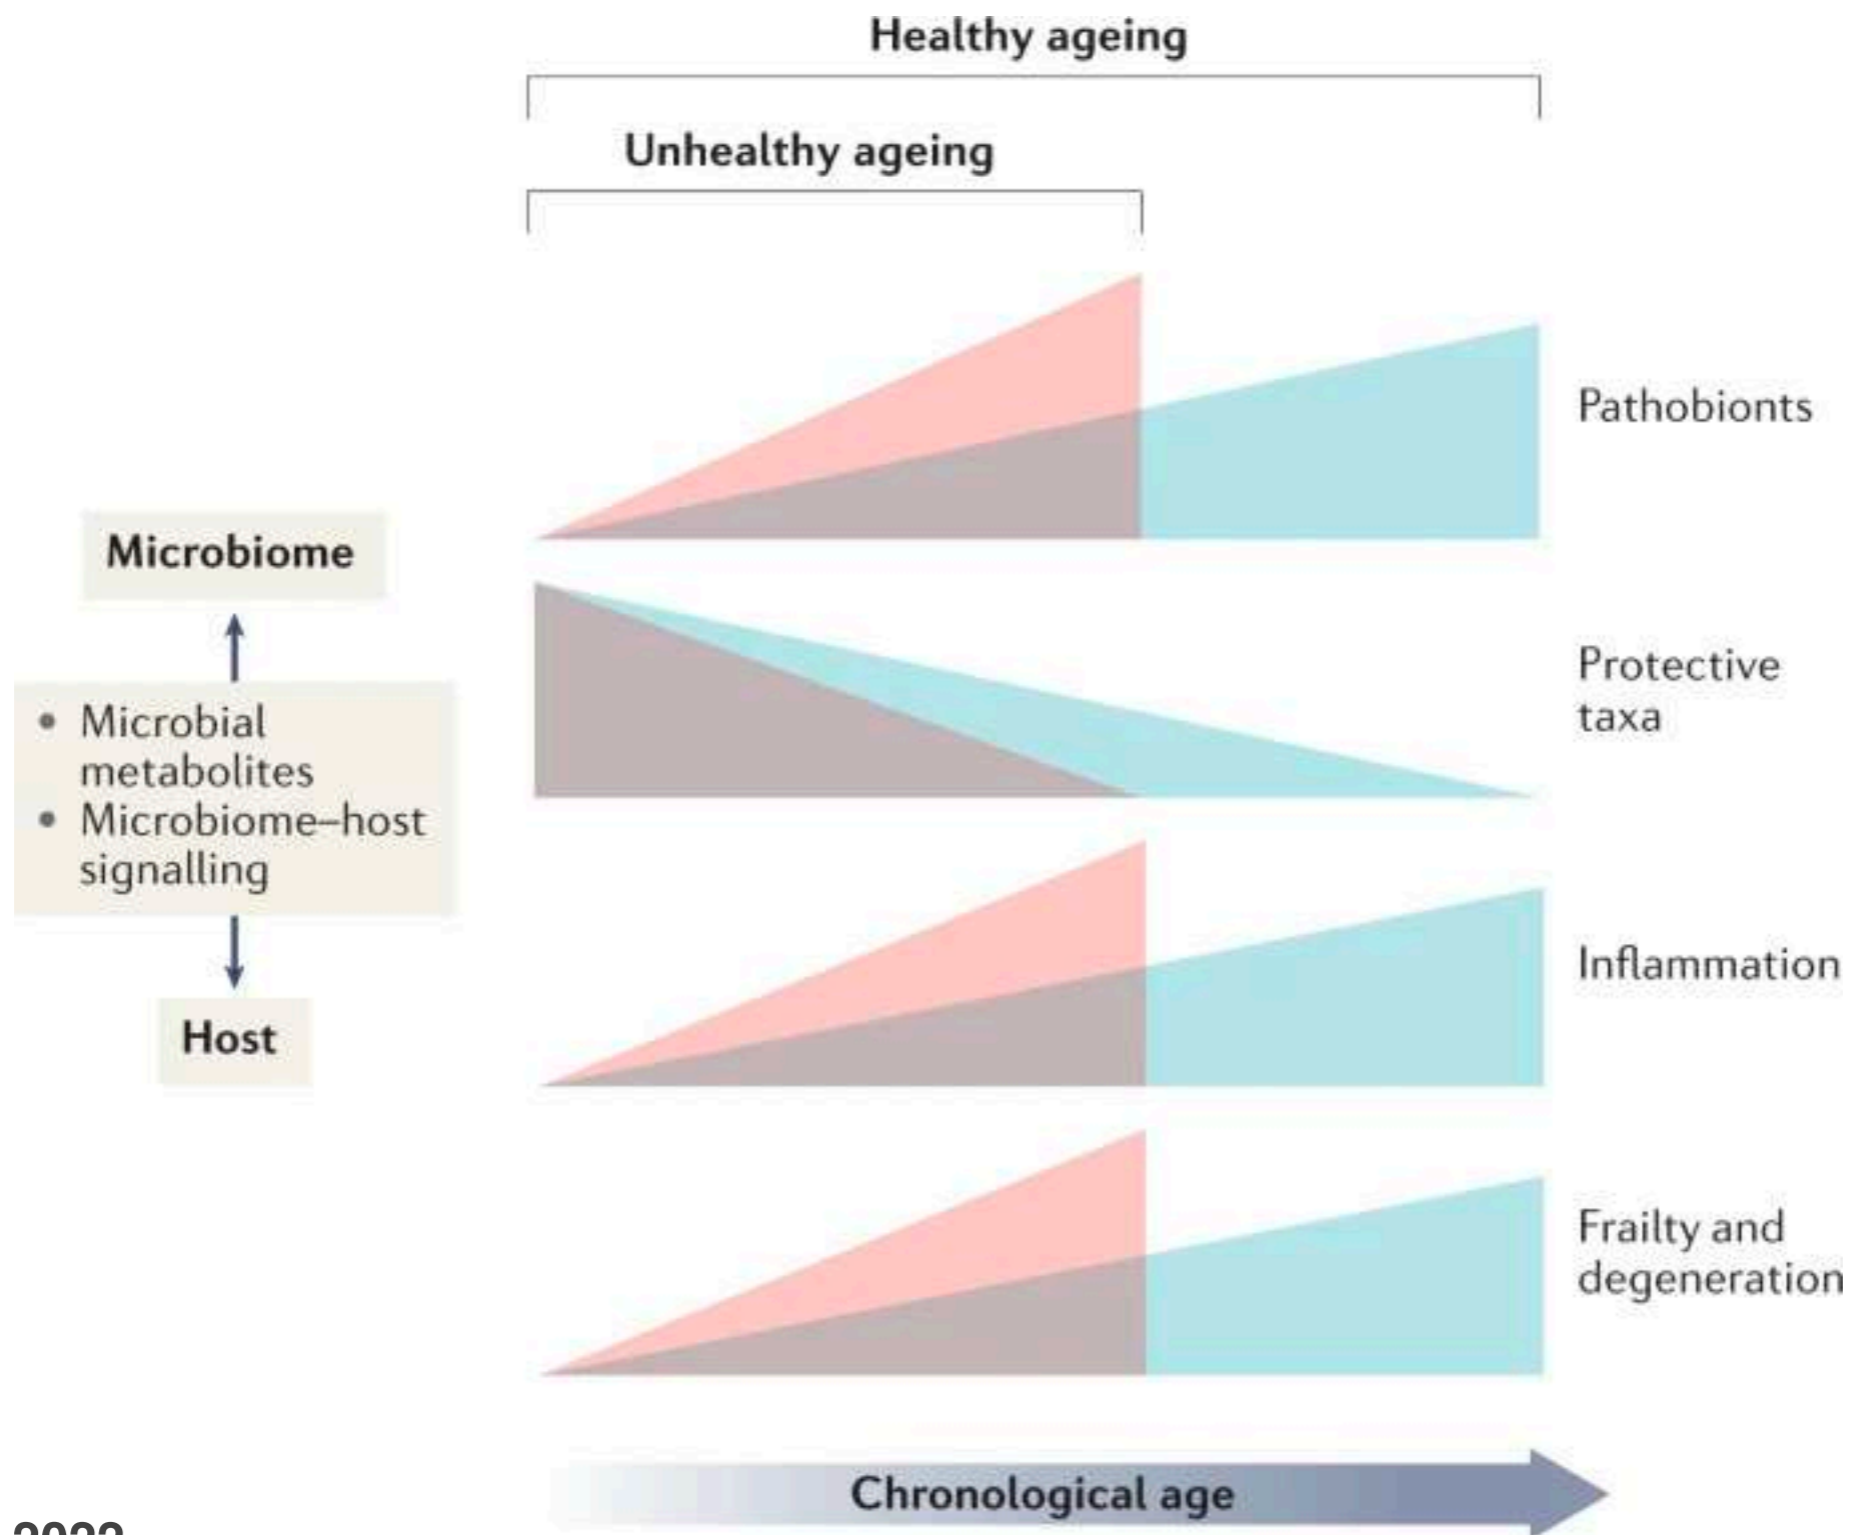 Healthy ageing
Unhealthy ageing
Pathobionts
Microbiome
Protective
taxa
• Microbial
metabolites
• Microbiome–host
signalling
Inflammation
Host
Frailty and
degeneration
Chronological age